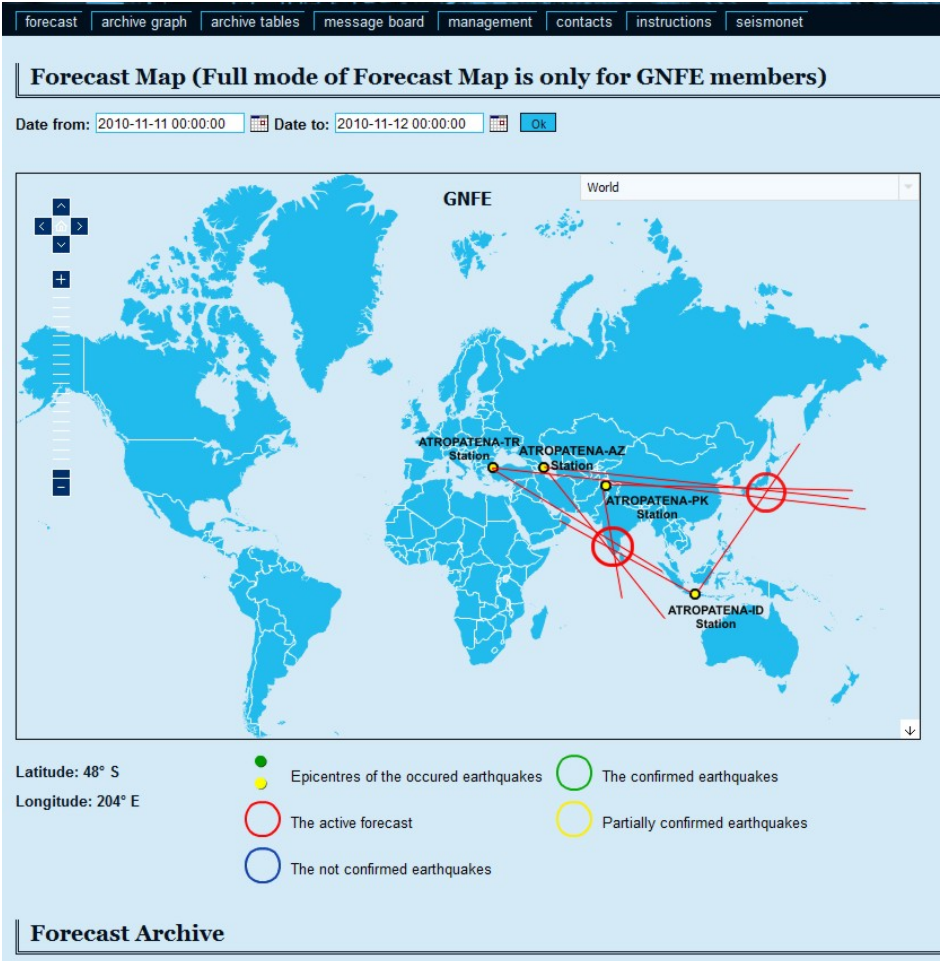 forecast archive graph archive tables message board management contacts instructions seismonet
Forecast Map (Full mode of Forecast Map is only for GNFE members)
Date from: 2010-11-11 00:00:00 Date to: 2010-11-12 00:00:00 Ok
GNFE
World
ATROPATENA-TR
Station
ATROPATENA-AZ
Station
ATROPATENA-PK
Station
ATROPATENA-ID
Station
Latitude: 48° S
Longitude: 204° E
Epicentres of the occured earthquakes
The confirmed earthquakes
The active forecast
Partially confirmed earthquakes
The not confirmed earthquakes
Forecast Archive